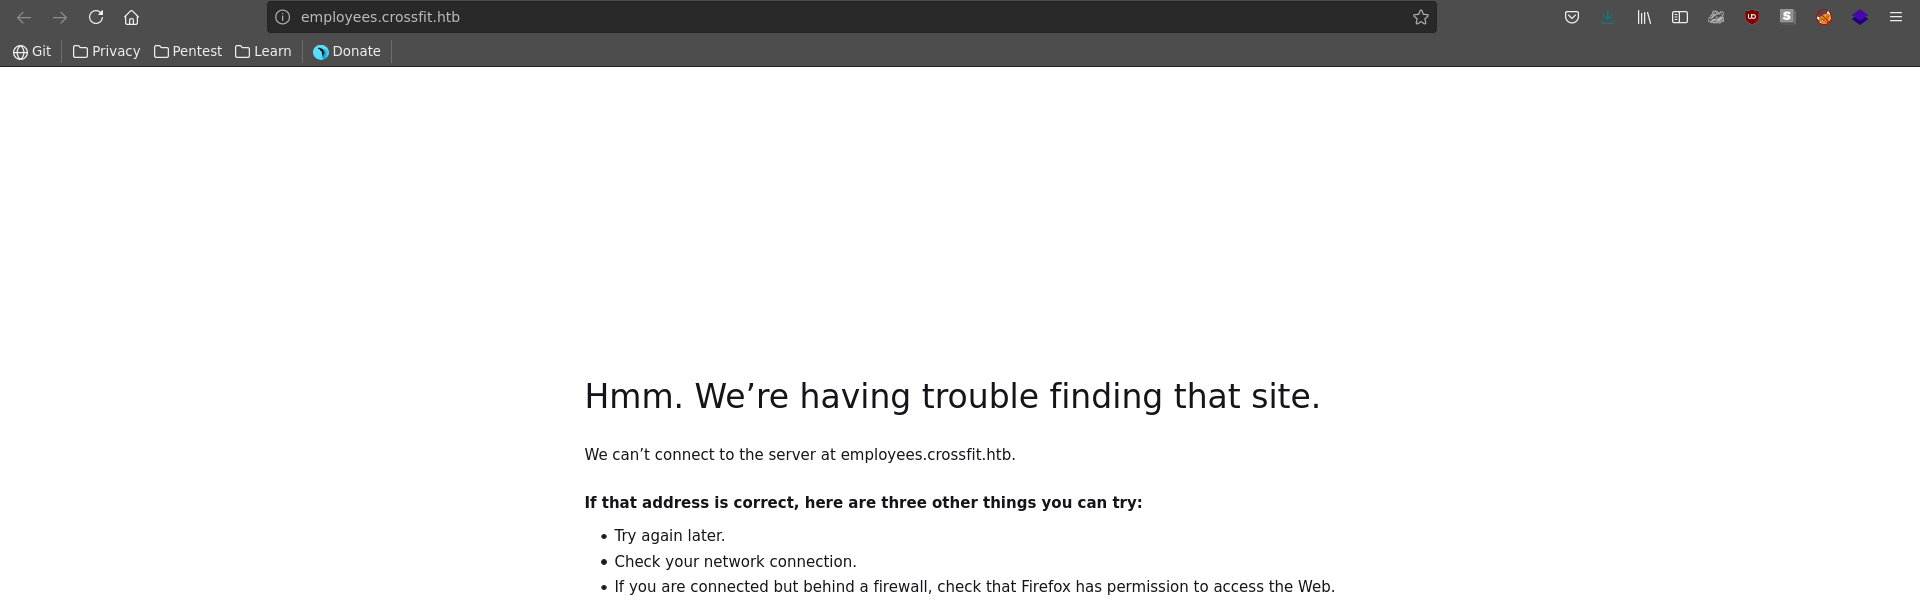 employees.crossfit.htb
Git Privacy Pentest Learn Donate
Hmm. We’re having trouble finding that site.
We can’t connect to the server at employees.crossfit.htb.
If that address is correct, here are three other things you can try:
• Try again later.
• Check your network connection.
• If you are connected but behind a firewall, check that Firefox has permission to access the Web.